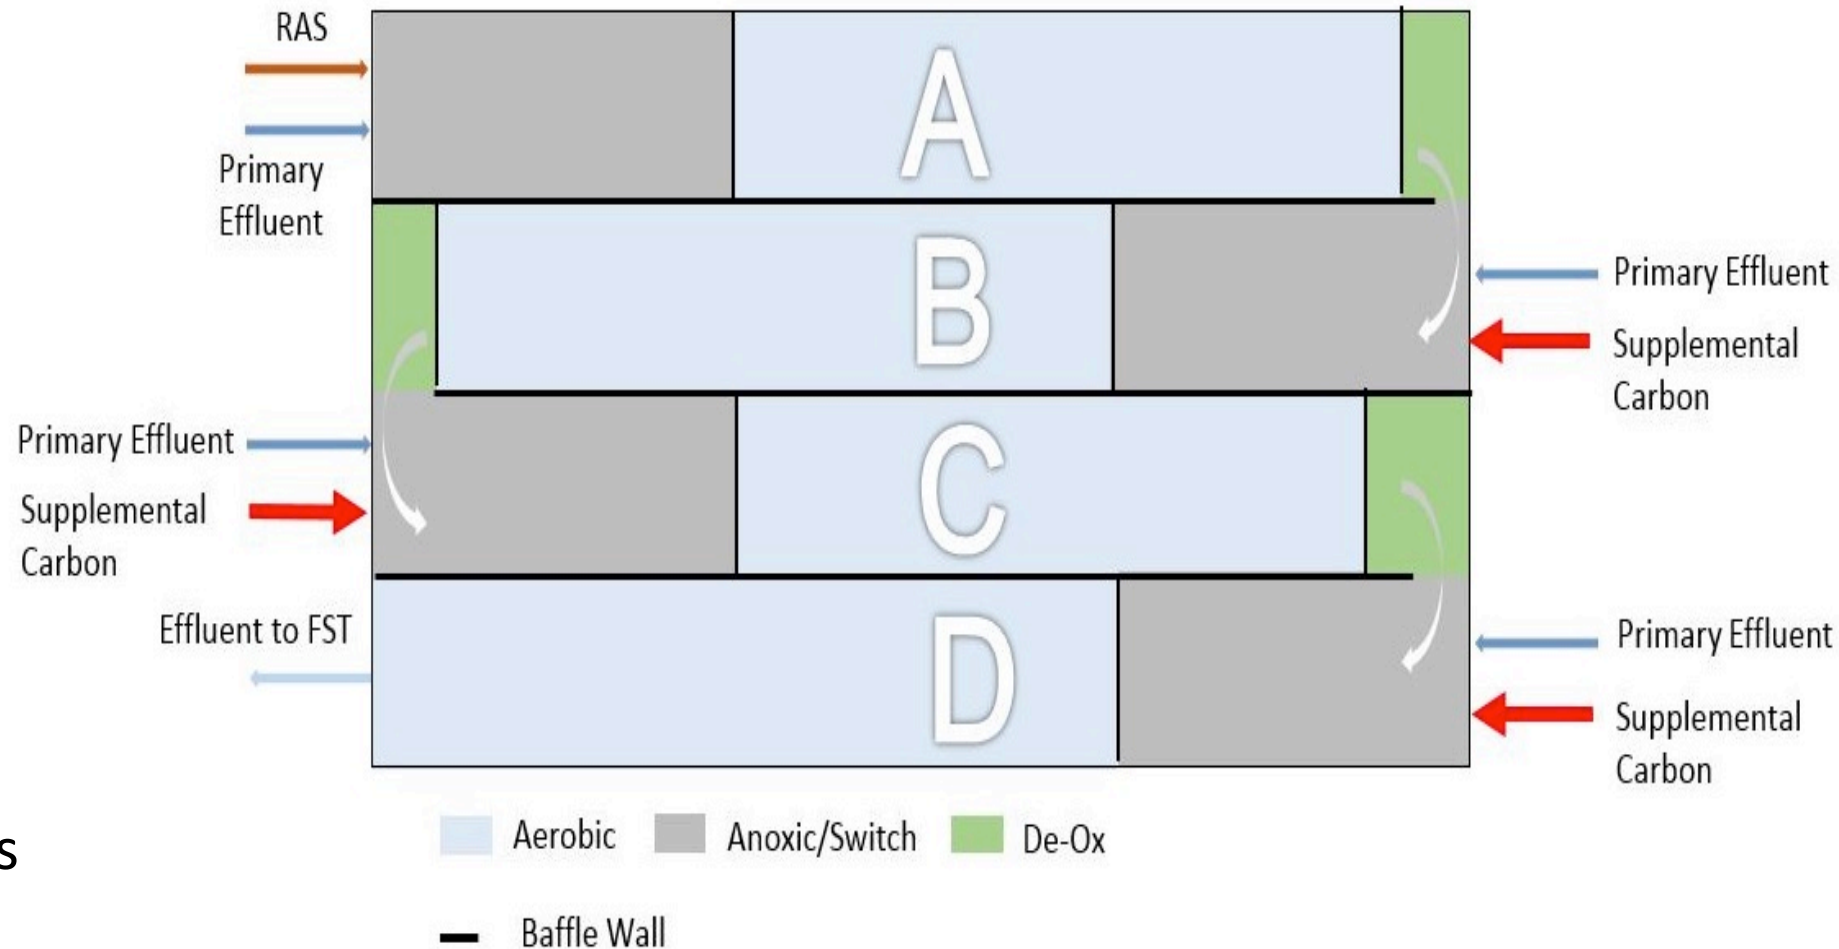 RAS
Primary
Effluent
A
B
Primary Effluent
Supplemental
Carbon
Primary Effluent
Supplemental
Carbon
C
Effluent to FST
D
Primary Effluent
Supplemental
Carbon
Aerobic
Anoxic/Switch
De-Ox
s
Baffle Wall